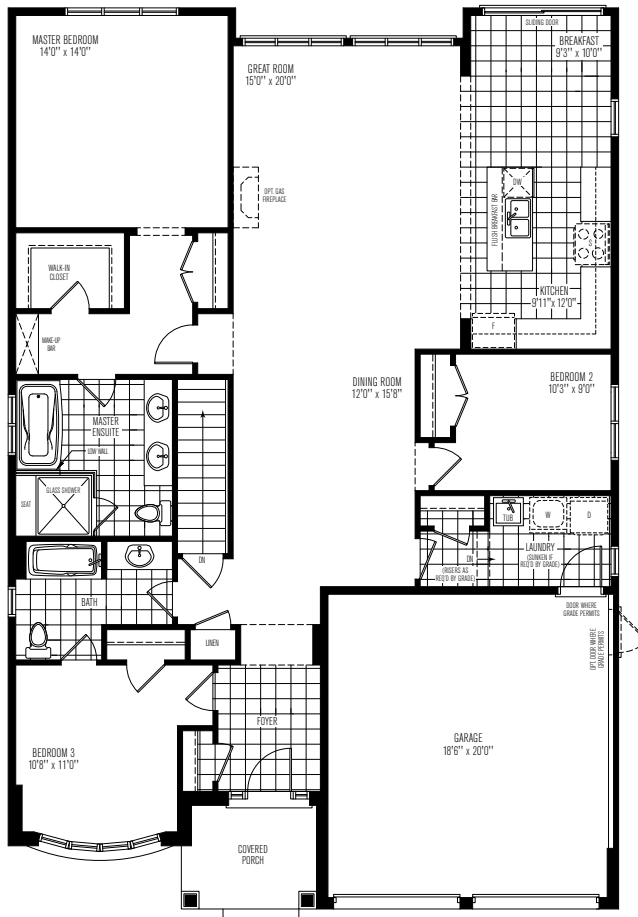 SLIDING DOOR
MASTER BEDROOM
14'0" x 14'0"
BREAKFAST
9'3" x 10'0"
GREAT ROOM
15'0" x 20'0"
OPT. GAS
FIREPLACE
DW
FLUSH BREAKFAST BAR
S
WALK-IN
CLOSET
KITCHEN
9'11" x 12'0"
F
MAKE-UP
BAR
DINING ROOM
12'0" x 15'8"
BEDROOM 2
10'3" x 9'0"
MASTER
ENSUITE
LOW WALL
GLASS SHOWER
SEAT
TUB
W
D
DN
DN
(RISERS AS
REQ'D BY GRADE)
LAUNDRY
(SUNKEN IF
REQ'D BY GRADE)
BATH
DOOR WHERE
GRADE PERMITS
OPT. DOOR WHERE
GRADE PERMITS
LINEN
FOYER
BEDROOM 3
10'8" x 11'0"
GARAGE
18'6" x 20'0"
COVERED
PORCH